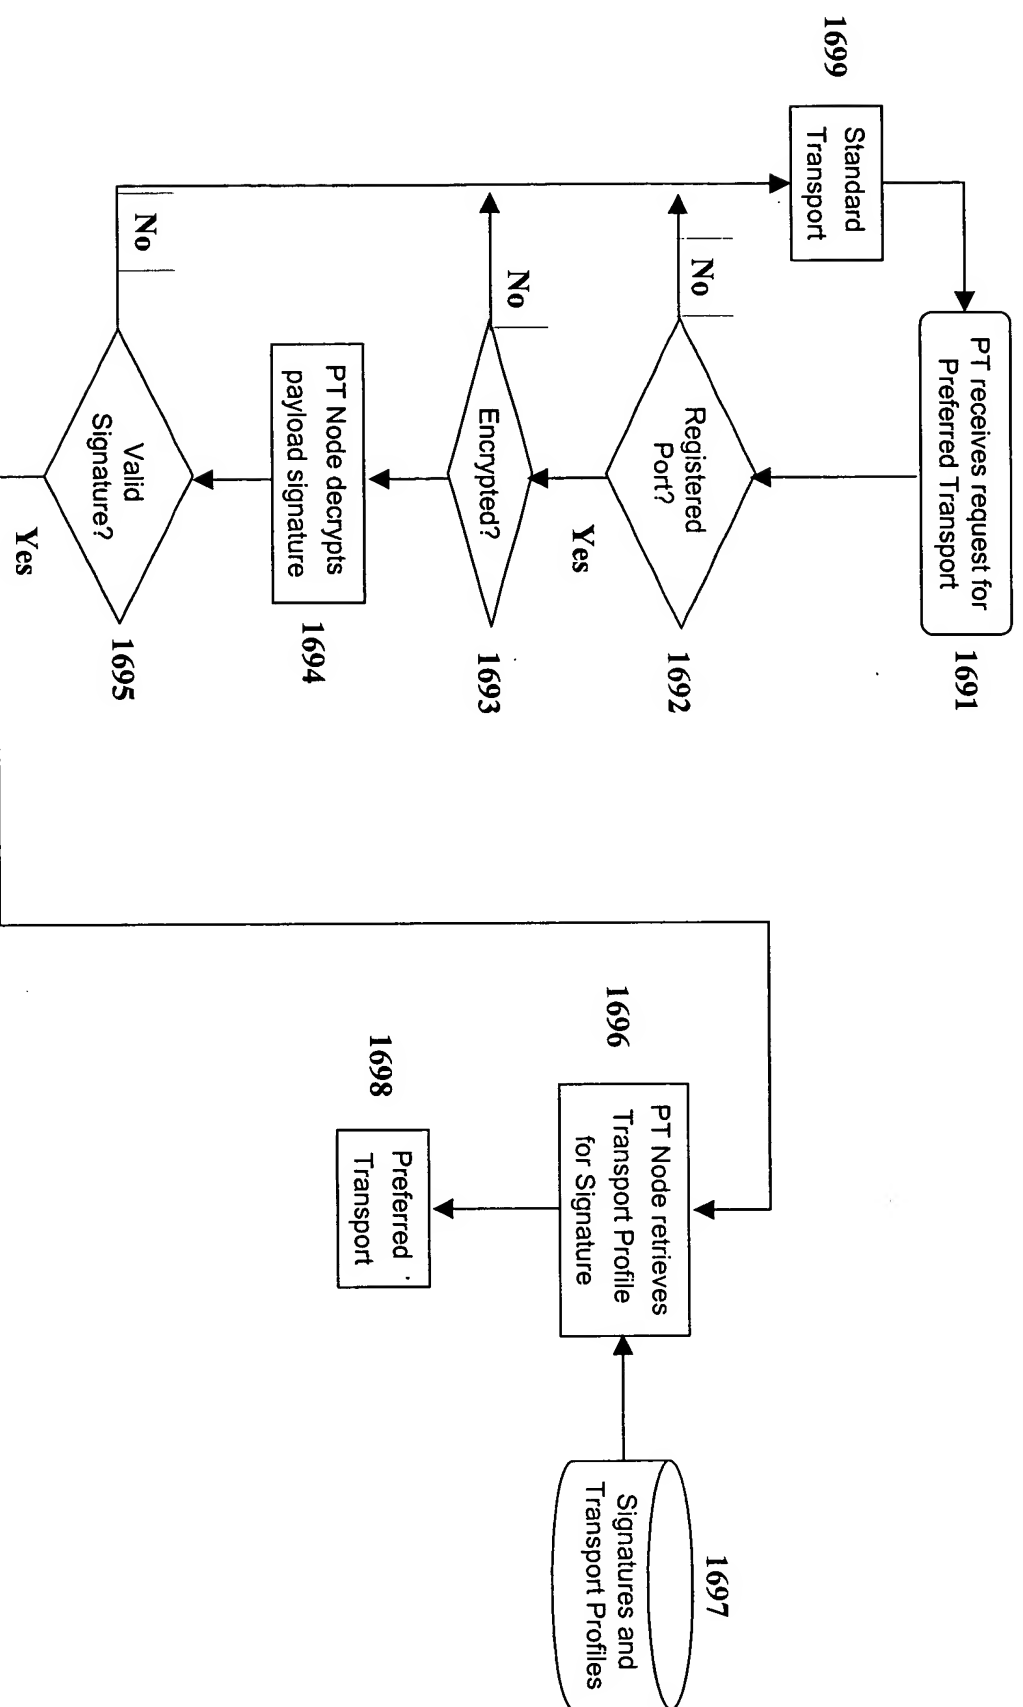 1699
Standard
Transport
PT receives request for
Preferred Transport
1691
No
Registered
Port?
1692
Yes
No
Encrypted?
1693
PT Node decrypts
payload signature
1694
No
Valid
Signature?
1695
Yes
1696
PT Node retrieves
Transport Profile
for Signature
1697
Signatures and
Transport Profiles
1698
Preferred
Transport